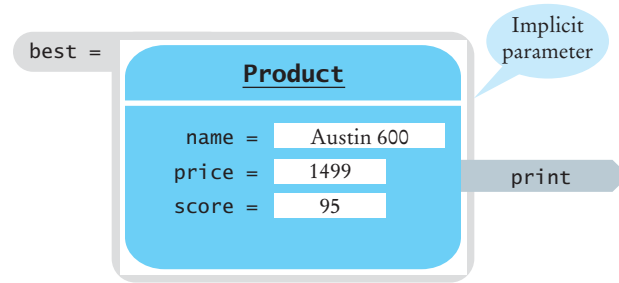 Implicit
parameter
best =
Product
name = Austin 600
price = 1499
score = 95
print